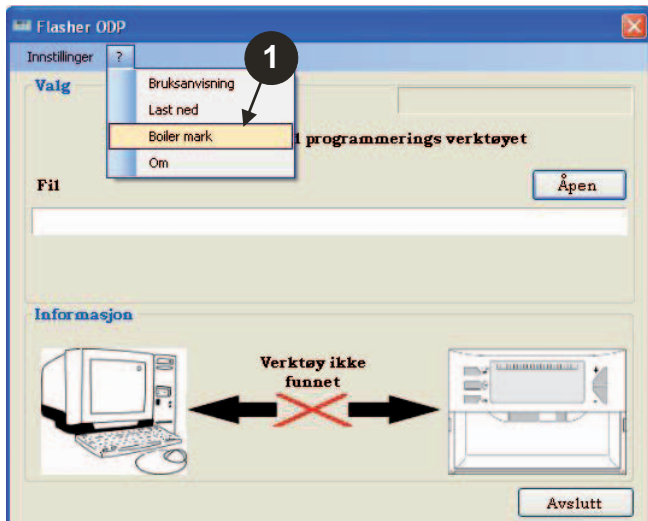 Flasher ODP
Innstillinger ?
1
Valg
Bruksanvisning
Last ned
Boiler mark
Om
l programmerings verktøyet
Fil
Åpen
Informasjon
Verktøy ikke
funnet
Avslutt